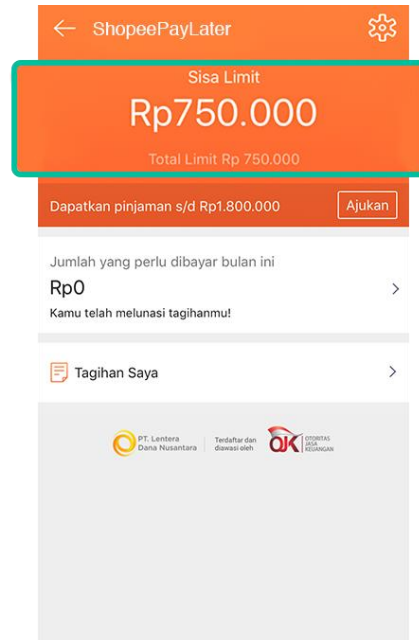 ShopeePayLater
Sisa Limit
Rp750.000
Total Limit Rp 750.000
Dapatkan pinjaman s/d Rp1.800.000
Ajukan
Jumlah yang perlu dibayar bulan ini
Rp0
Kamu telah melunasi tagihanmu!
Tagihan Saya
PT. Lentera
Dana Nusantara
Terdaftar dan
diawasi oleh
OJK
OTORITAS
JASA
KEUANGAN